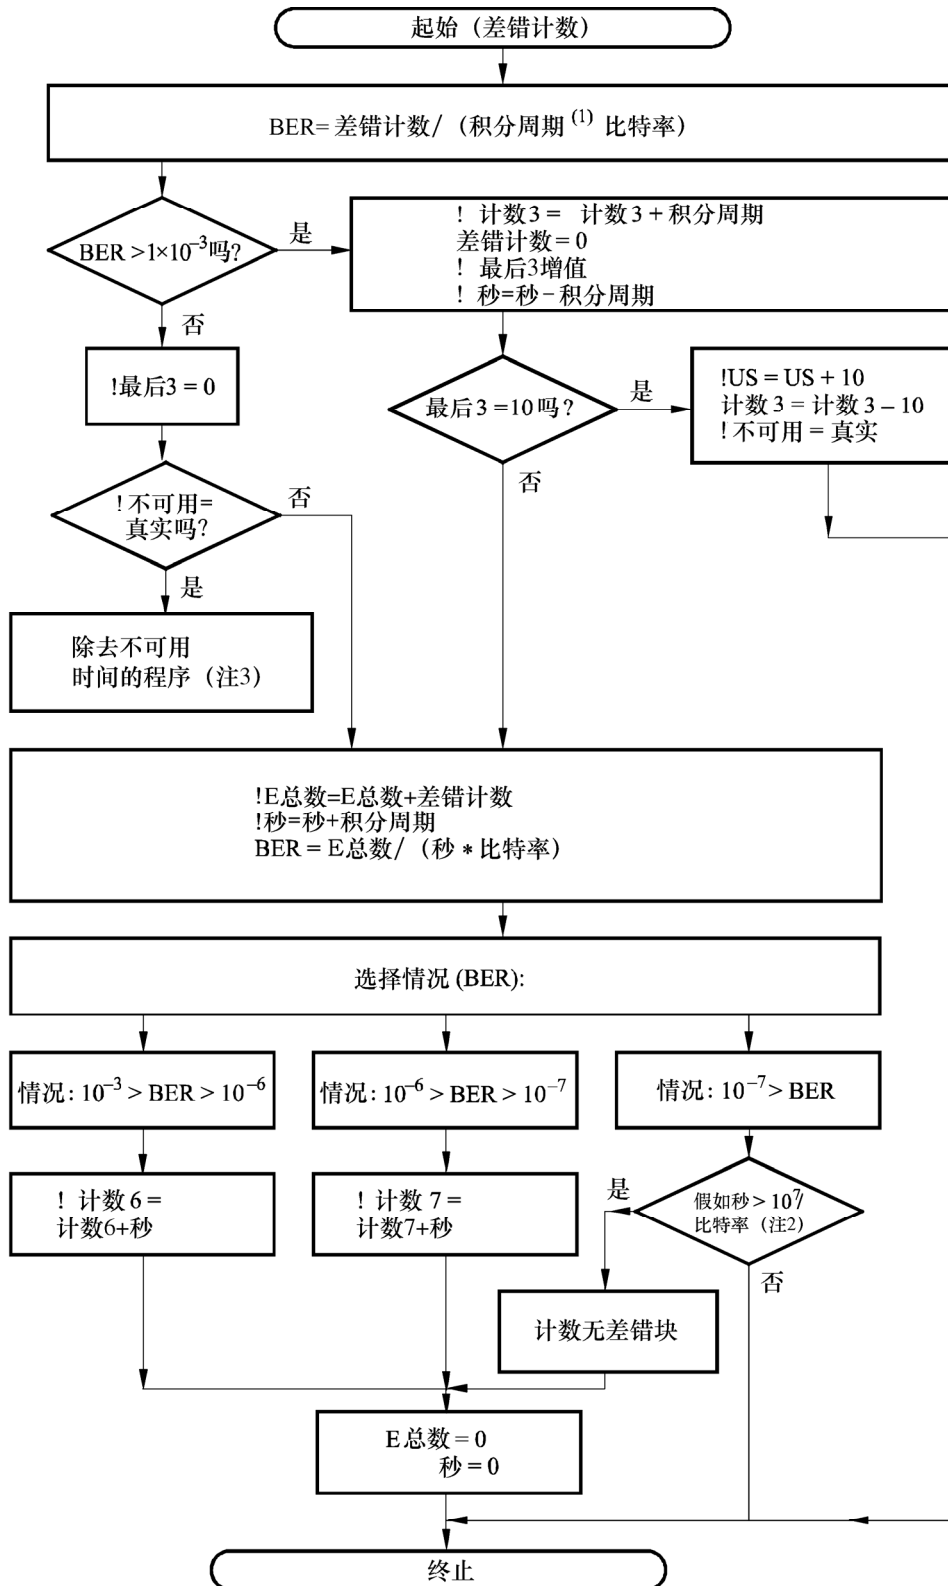 起始（差错计数）
BER= 差错计数/（积分周期 (1) 比特率）
BER >1×10⁻³吗?
是
! 计数3 = 计数3 + 积分周期
差错计数 = 0
! 最后3增值
! 秒=秒－积分周期
否
!最后3 = 0
最后3 =10吗?
是
!US = US + 10
计数3 = 计数3 – 10
!不可用 = 真实
否
!不可用=
真实吗?
否
是
除去不可用
时间的程序（注3）
!E总数=E总数+差错计数
!秒=秒+积分周期
BER = E总数/（秒 * 比特率）
选择情况 (BER):
情况: 10⁻³ > BER > 10⁻⁶
情况: 10⁻⁶ > BER > 10⁻⁷
情况: 10⁻⁷ > BER
! 计数6 =
计数6+秒
! 计数7 =
计数7+秒
是
假如秒 > 10⁷/
比特率（注2）
否
计数无差错块
E总数 = 0
秒 = 0
终止